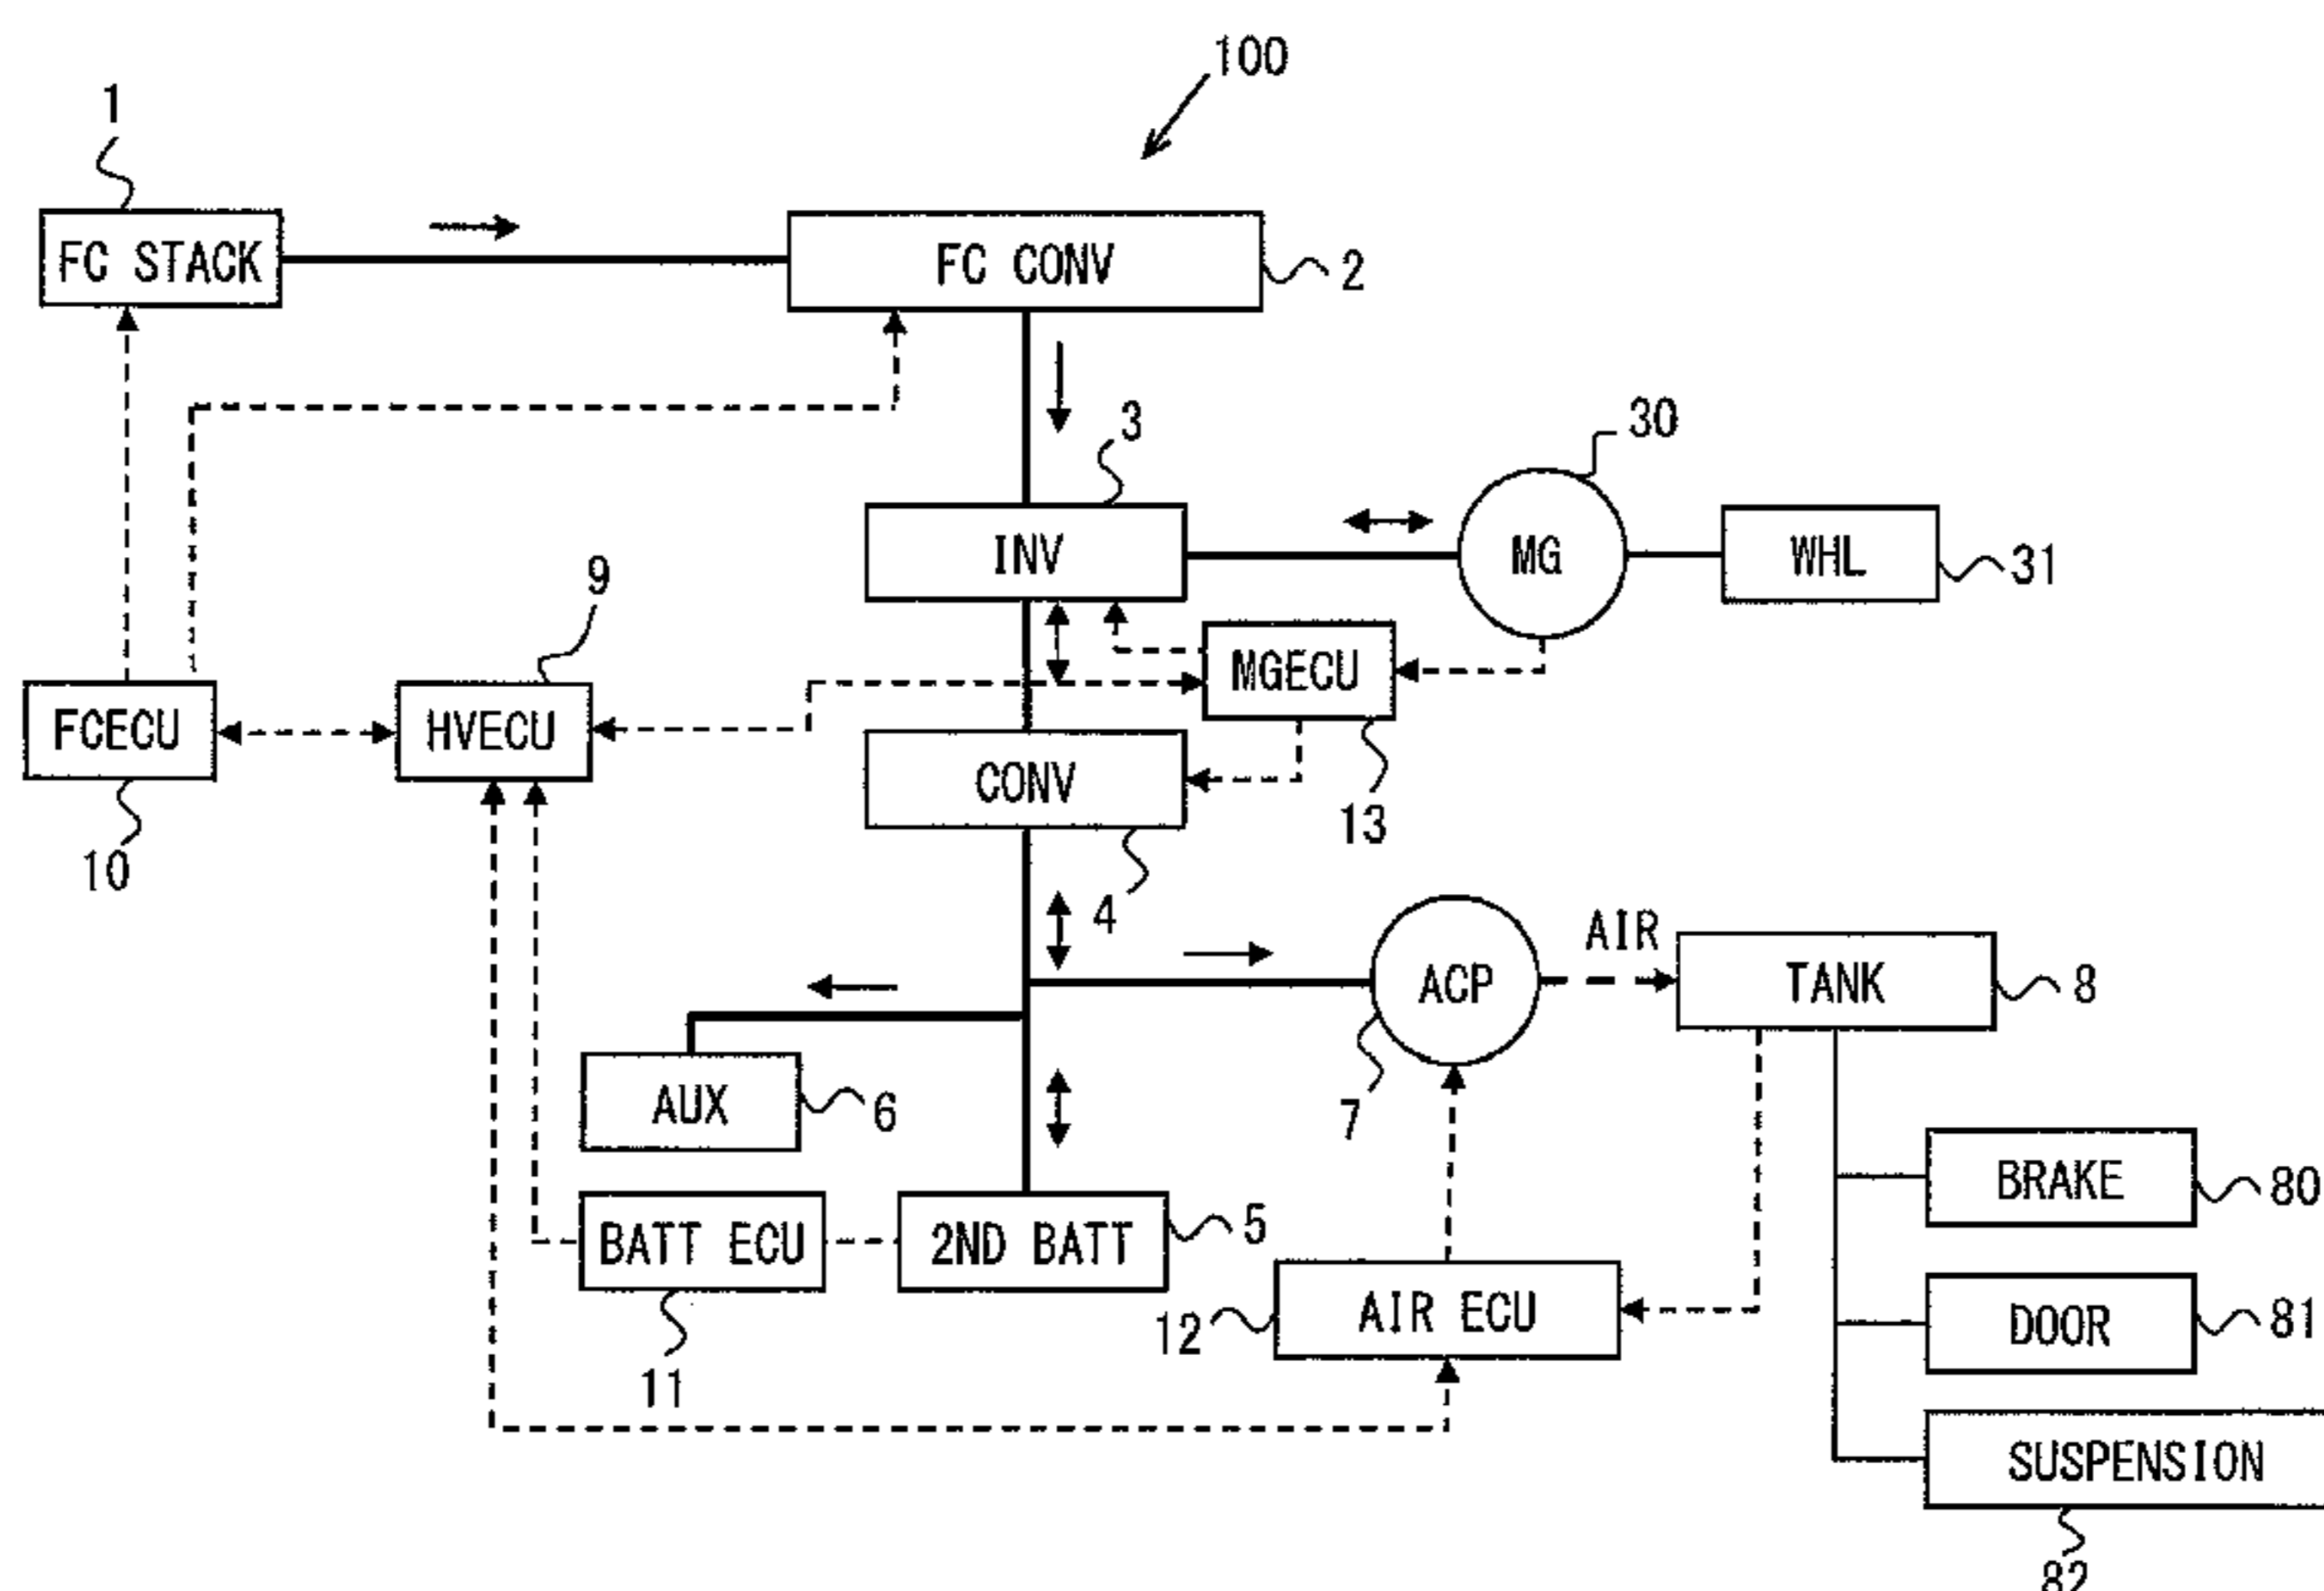 100
1
FC STACK
FC CONV
2
3
30
INV
MG
WHL
31
9
MGECU
FCECU
HVECU
CONV
13
10
4
AIR
ACP
TANK
8
AUX
6
7
BRAKE
80
BATT ECU
2ND BATT
5
12
AIR ECU
DOOR
81
11
SUSPENSION
82